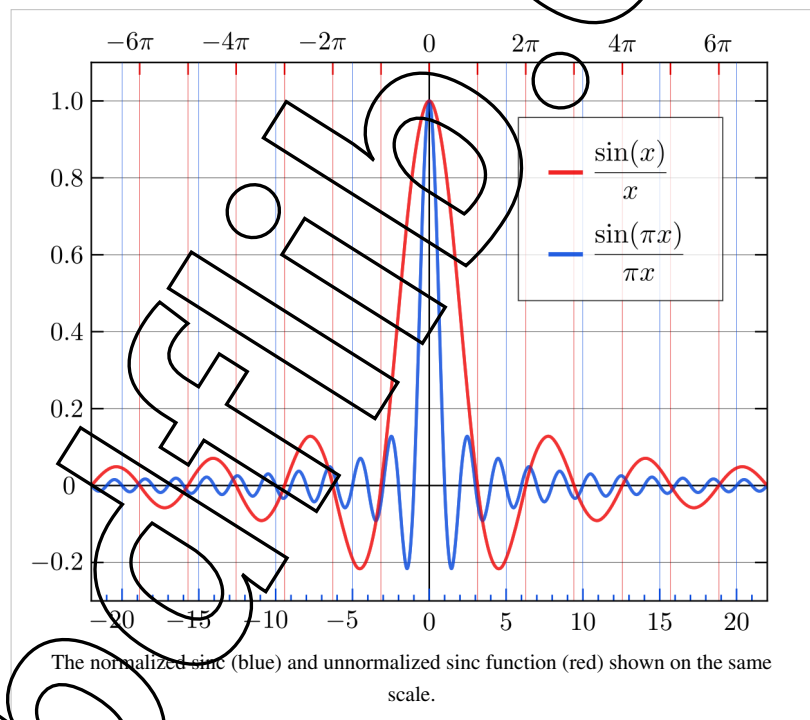 −6π −4π −2π 0 2π 4π 6π
1.0
0.8
0.6
0.4
0.2
0
−0.2
sin(x)
x
sin(πx)
πx
−20 −15 −10 −5 0 5 10 15 20
The normalized sinc (blue) and unnormalized sinc function (red) shown on the same
scale.